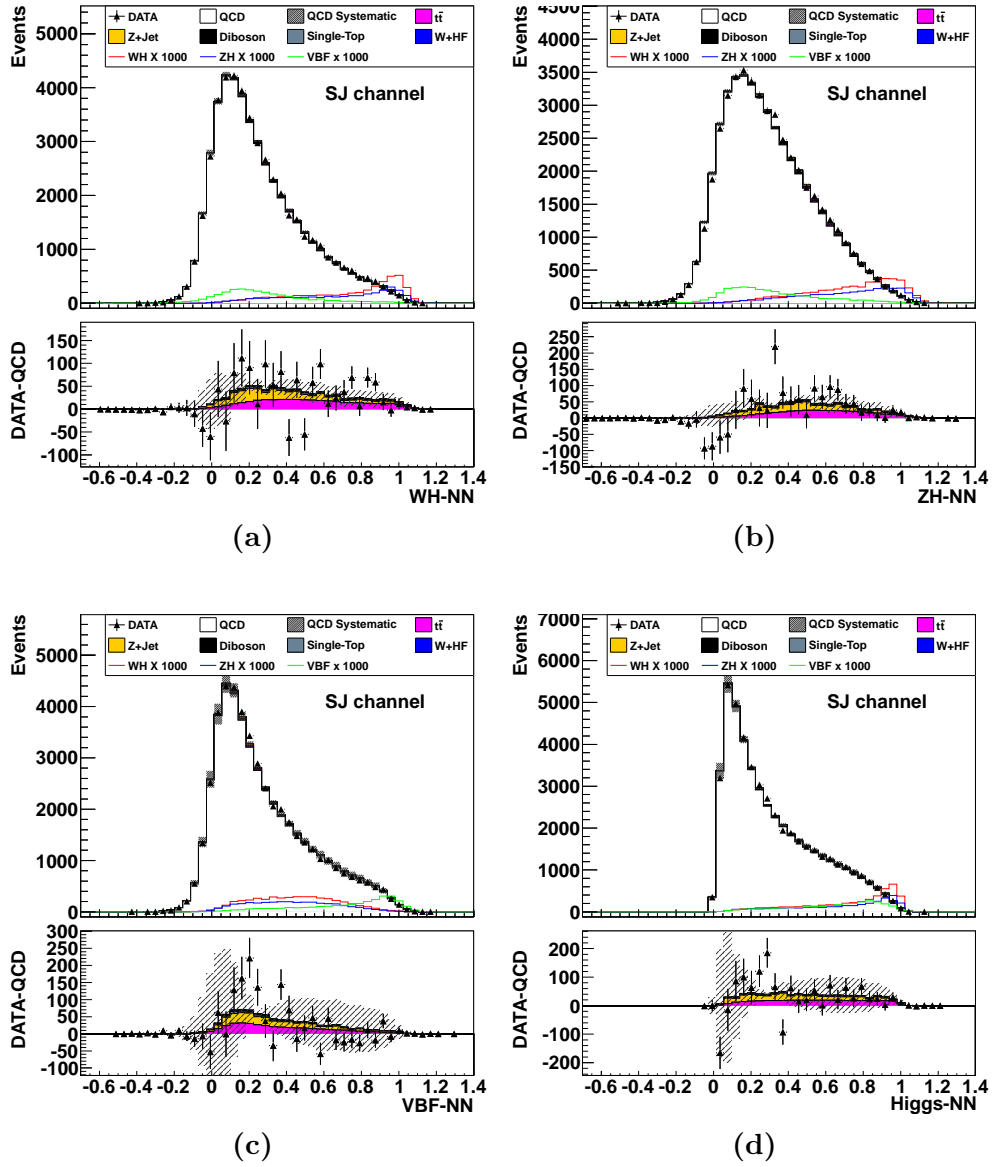 Events
DATA QCD QCD Systematic tt̄
Z+Jet Diboson Single-Top W+HF
WH X 1000 ZH X 1000 VBF x 1000
SJ channel
5000
4000
3000
2000
1000
0
DATA-QCD
150
100
50
0
-50
-100
-0.6 -0.4 -0.2 0 0.2 0.4 0.6 0.8 1 1.2 1.4
WH-NN
(a)
Events
4500
DATA QCD QCD Systematic tt̄
Z+Jet Diboson Single-Top W+HF
WH X 1000 ZH X 1000 VBF x 1000
SJ channel
4000
3500
3000
2500
2000
1500
1000
500
0
DATA-QCD
250
200
150
100
50
0
-50
-100
-150
-0.6 -0.4 -0.2 0 0.2 0.4 0.6 0.8 1 1.2 1.4
ZH-NN
(b)
Events
DATA QCD QCD Systematic tt̄
Z+Jet Diboson Single-Top W+HF
WH X 1000 ZH X 1000 VBF x 1000
SJ channel
5000
4000
3000
2000
1000
0
DATA-QCD
300
250
200
150
100
50
0
-50
-100
-0.6 -0.4 -0.2 0 0.2 0.4 0.6 0.8 1 1.2 1.4
VBF-NN
(c)
Events
7000
DATA QCD QCD Systematic tt̄
Z+Jet Diboson Single-Top W+HF
WH X 1000 ZH X 1000 VBF x 1000
SJ channel
6000
5000
4000
3000
2000
1000
0
DATA-QCD
200
100
0
-100
-200
-0.6 -0.4 -0.2 0 0.2 0.4 0.6 0.8 1 1.2 1.4
Higgs-NN
(d)